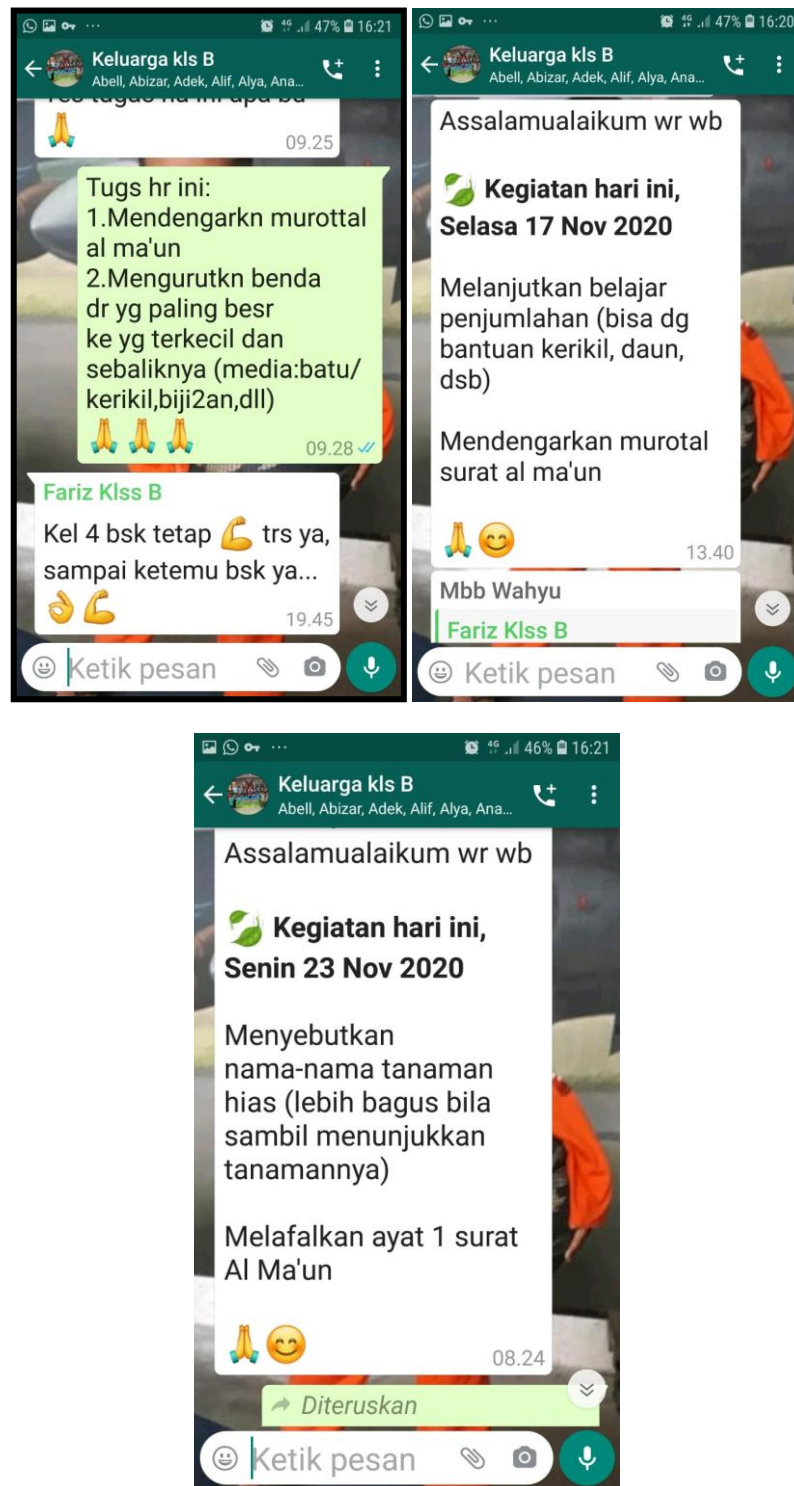 47% 16:21
Keluarga kls B
Abell, Abizar, Adek, Alif, Alya, Ana...
09.25
Tugs hr ini:
1.Mendengarkn murottal
al ma'un
2.Mengurutkn benda
dr yg paling besr
ke yg terkecil dan
sebaliknya (media:batu/
kerikil,biji2an,dll)
09.28
Fariz Klss B
Kel 4 bsk tetap 💪 trs ya,
sampai ketemu bsk ya...
👌💪
19.45
Ketik pesan
4G 47% 16:20
Keluarga kls B
Abell, Abizar, Adek, Alif, Alya, Ana...
Assalamualaikum wr wb
Kegiatan hari ini,
Selasa 17 Nov 2020
Melanjutkan belajar
penjumlahan (bisa dg
bantuan kerikil, daun,
dsb)
Mendengarkan murotal
surat al ma'un
🙏😊
13.40
Mbb Wahyu
Fariz Klss B
Ketik pesan
4G 46% 16:21
Keluarga kls B
Abell, Abizar, Adek, Alif, Alya, Ana...
Assalamualaikum wr wb
Kegiatan hari ini,
Senin 23 Nov 2020
Menyebutkan
nama-nama tanaman
hias (lebih bagus bila
sambil menunjukkan
tanamannya)
Melafalkan ayat 1 surat
Al Ma'un
🙏😊
08.24
Diteruskan
Ketik pesan